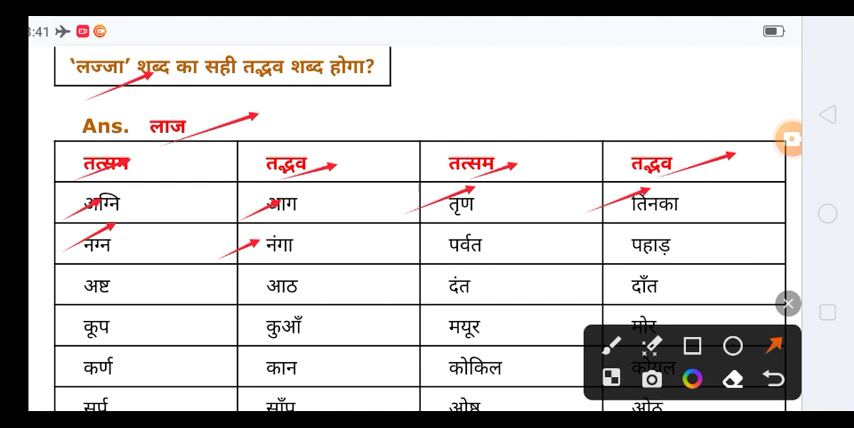 :41
'लज्जा' शब्द का सही तद्भव शब्द होगा?
Ans. लाज
तत्सम तद्भव तत्सम तद्भव
अग्नि आग तृण तिनका
नग्न नंगा पर्वत पहाड़
अष्ट आठ दंत दाँत
कूप कुआँ मयूर मोर
कर्ण कान कोकिल कोयल
सर्प साँप ओष्ठ ओठ